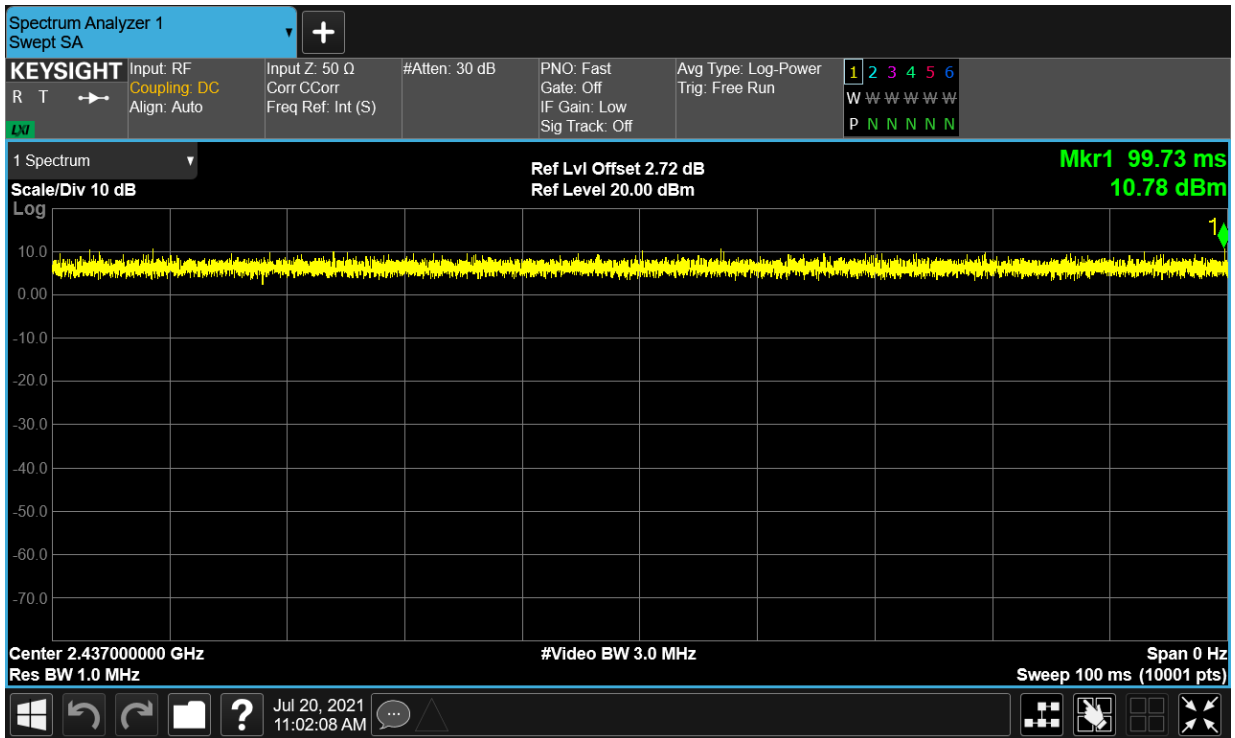 Spectrum Analyzer 1
Swept SA
KEYSIGHT
R T
LXI
Input: RF
Coupling: DC
Align: Auto
Input Z: 50 Ω
Corr CCorr
Freq Ref: Int (S)
#Atten: 30 dB
PNO: Fast
Gate: Off
IF Gain: Low
Sig Track: Off
Avg Type: Log-Power
Trig: Free Run
1 2 3 4 5 6
W W W W W W
P N N N N N
1 Spectrum
Scale/Div 10 dB
Log
Ref Lvl Offset 2.72 dB
Ref Level 20.00 dBm
Mkr1 99.73 ms
10.78 dBm
1
10.0
0.00
-10.0
-20.0
-30.0
-40.0
-50.0
-60.0
-70.0
Center 2.437000000 GHz
Res BW 1.0 MHz
#Video BW 3.0 MHz
Span 0 Hz
Sweep 100 ms (10001 pts)
?
Jul 20, 2021
11:02:08 AM